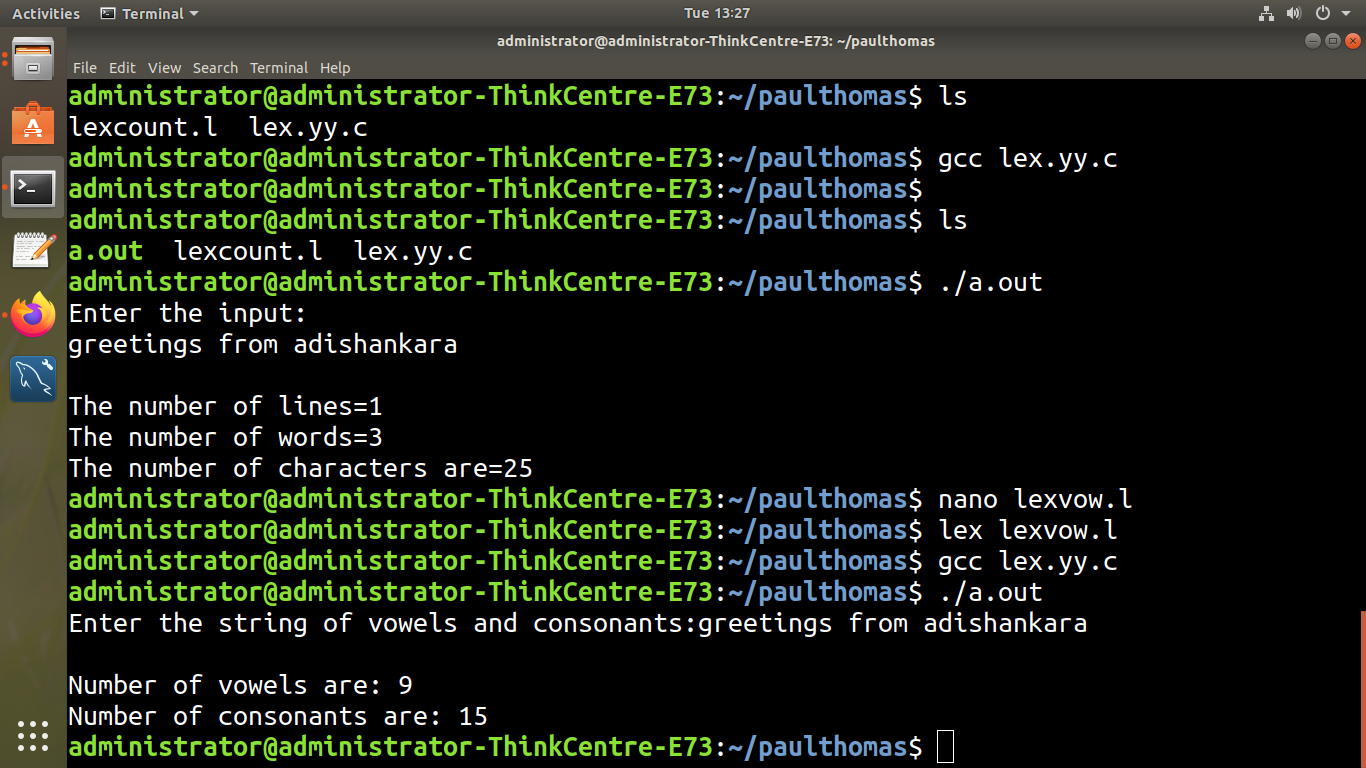 Activities Terminal Tue 13:27
administrator@administrator-ThinkCentre-E73: ~/paulthomas
File Edit View Search Terminal Help
administrator@administrator-ThinkCentre-E73:~/paulthomas$ ls
lexcount.l  lex.yy.c
administrator@administrator-ThinkCentre-E73:~/paulthomas$ gcc lex.yy.c
administrator@administrator-ThinkCentre-E73:~/paulthomas$
administrator@administrator-ThinkCentre-E73:~/paulthomas$ ls
a.out  lexcount.l  lex.yy.c
administrator@administrator-ThinkCentre-E73:~/paulthomas$ ./a.out
Enter the input:
greetings from adishankara
The number of lines=1
The number of words=3
The number of characters are=25
administrator@administrator-ThinkCentre-E73:~/paulthomas$ nano lexvow.l
administrator@administrator-ThinkCentre-E73:~/paulthomas$ lex lexvow.l
administrator@administrator-ThinkCentre-E73:~/paulthomas$ gcc lex.yy.c
administrator@administrator-ThinkCentre-E73:~/paulthomas$ ./a.out
Enter the string of vowels and consonants:greetings from adishankara
Number of vowels are: 9
Number of consonants are: 15
administrator@administrator-ThinkCentre-E73:~/paulthomas$